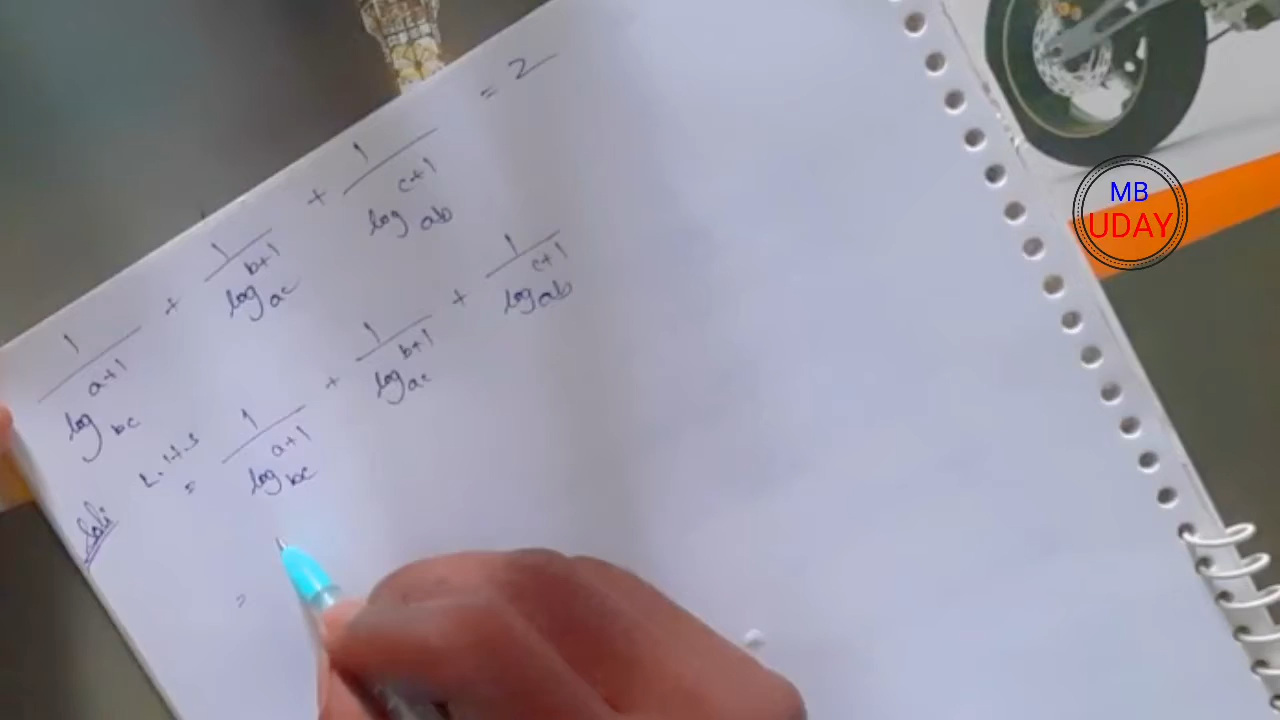 1/(log_bc a+1) + 1/(log_ac b+1) + 1/(log_ab c+1) = 2
Sol: L.H.S = 1/(log_bc a+1) + 1/(log_ac b+1) + 1/(log_ab c+1)
=
MB
UDAY